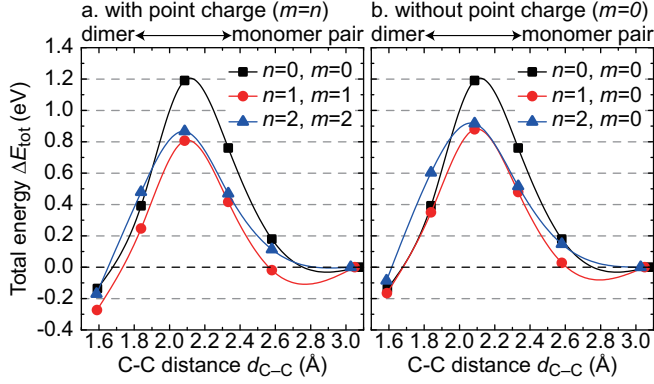 a. with point charge (m=n)
dimer monomer pair
n=0, m=0
n=1, m=1
n=2, m=2
b. without point charge (m=0)
dimer monomer pair
n=0, m=0
n=1, m=0
n=2, m=0
Total energy ΔE_tot (eV)
1.4
1.2
1.0
0.8
0.6
0.4
0.2
0.0
-0.2
-0.4
1.6 1.8 2.0 2.2 2.4 2.6 2.8 3.0
C-C distance d_C–C (Å)
1.6 1.8 2.0 2.2 2.4 2.6 2.8 3.0
C-C distance d_C–C (Å)